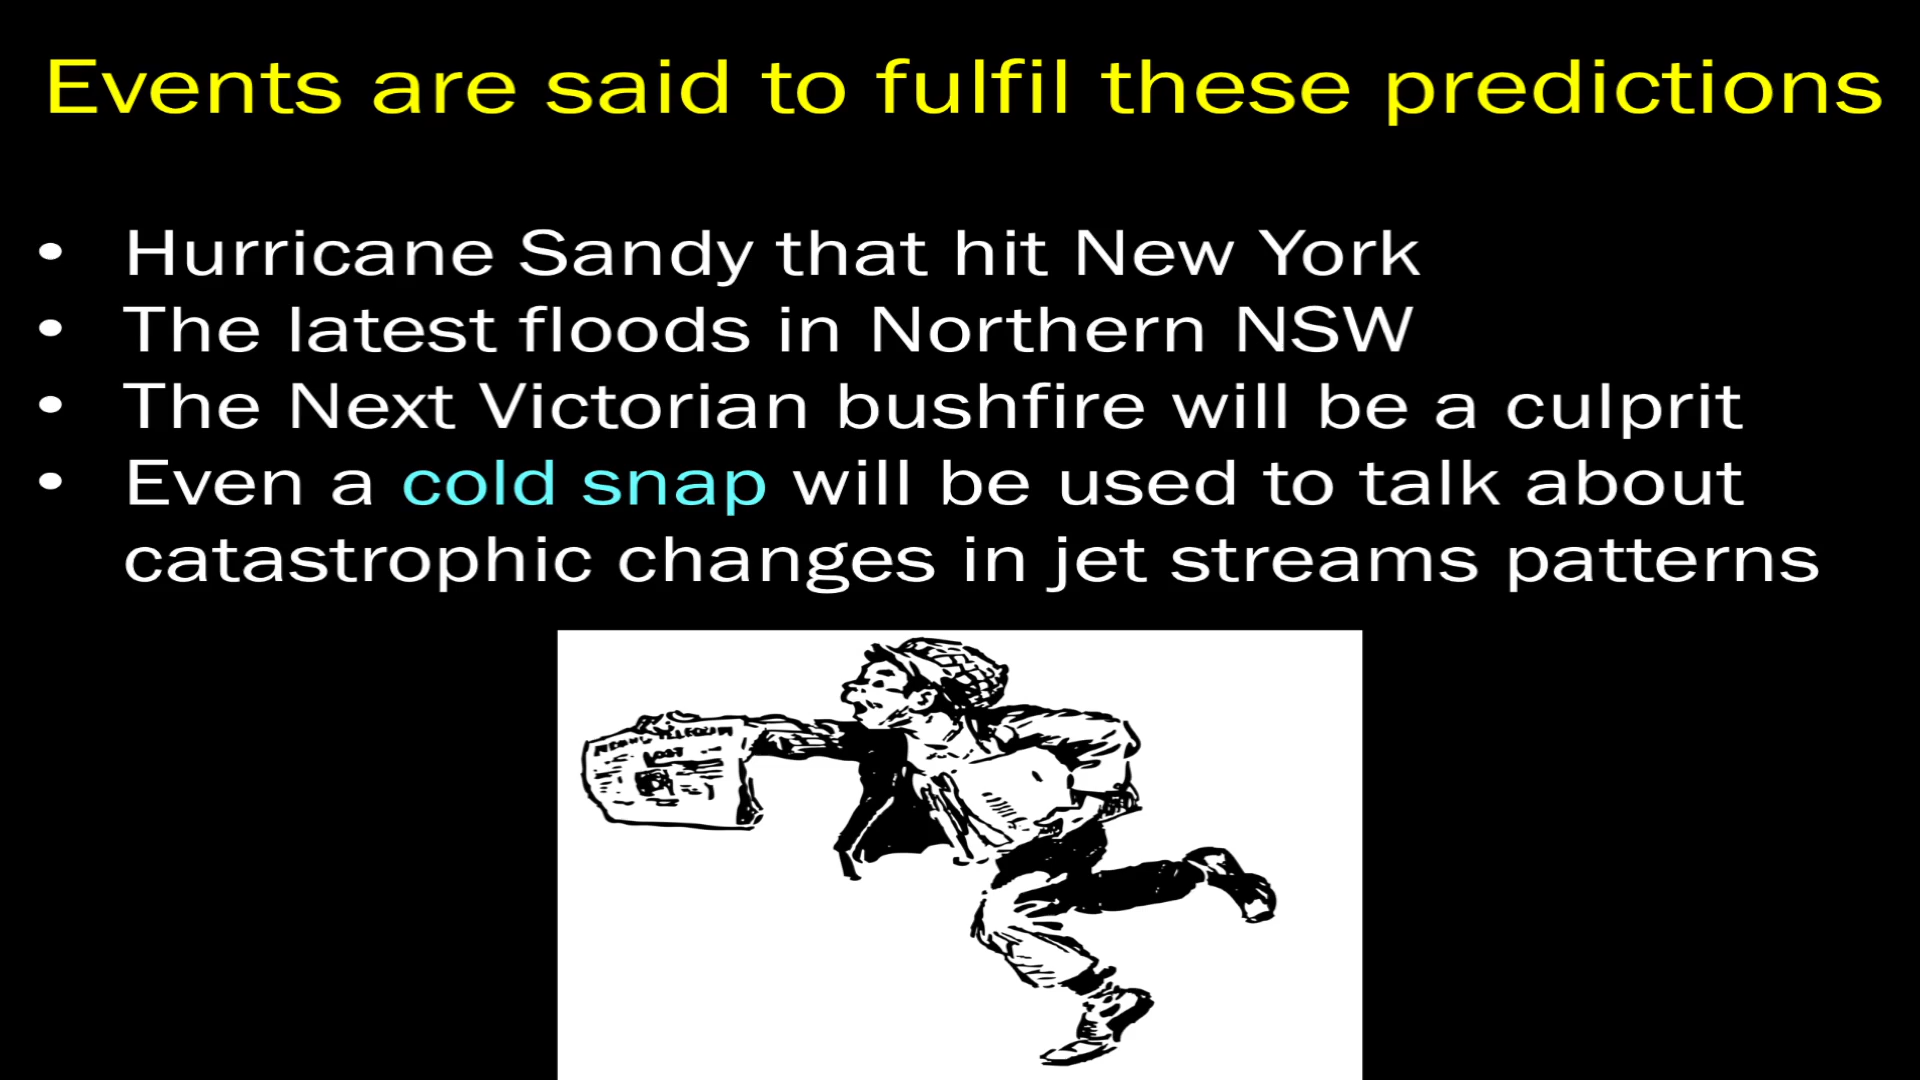 Events are said to fulfil these predictions
• Hurricane Sandy that hit New York
• The latest floods in Northern NSW
• The Next Victorian bushfire will be a culprit
• Even a cold snap will be used to talk about
catastrophic changes in jet streams patterns